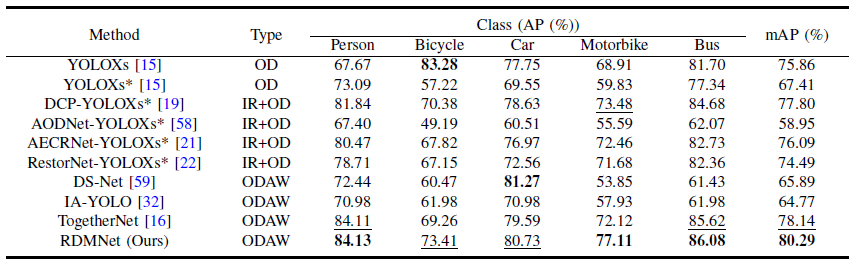 Method Type Class (AP (%)) mAP (%)
Person Bicycle Car Motorbike Bus
YOLOXs [15] OD 67.67 83.28 77.75 68.91 81.70 75.86
YOLOXs* [15] OD 73.09 57.22 69.55 59.83 77.34 67.41
DCP-YOLOXs* [19] IR+OD 81.84 70.38 78.63 73.48 84.68 77.80
AODNet-YOLOXs* [58] IR+OD 67.40 49.19 60.51 55.59 62.07 58.95
AECRNet-YOLOXs* [21] IR+OD 80.47 67.82 76.97 72.46 82.73 76.09
RestorNet-YOLOXs* [22] IR+OD 78.71 67.15 72.56 71.68 82.36 74.49
DS-Net [59] ODAW 72.44 60.47 81.27 53.85 61.43 65.89
IA-YOLO [32] ODAW 70.98 61.98 70.98 57.93 61.98 64.77
TogetherNet [16] ODAW 84.11 69.26 79.59 72.12 85.62 78.14
RDMNet (Ours) ODAW 84.13 73.41 80.73 77.11 86.08 80.29